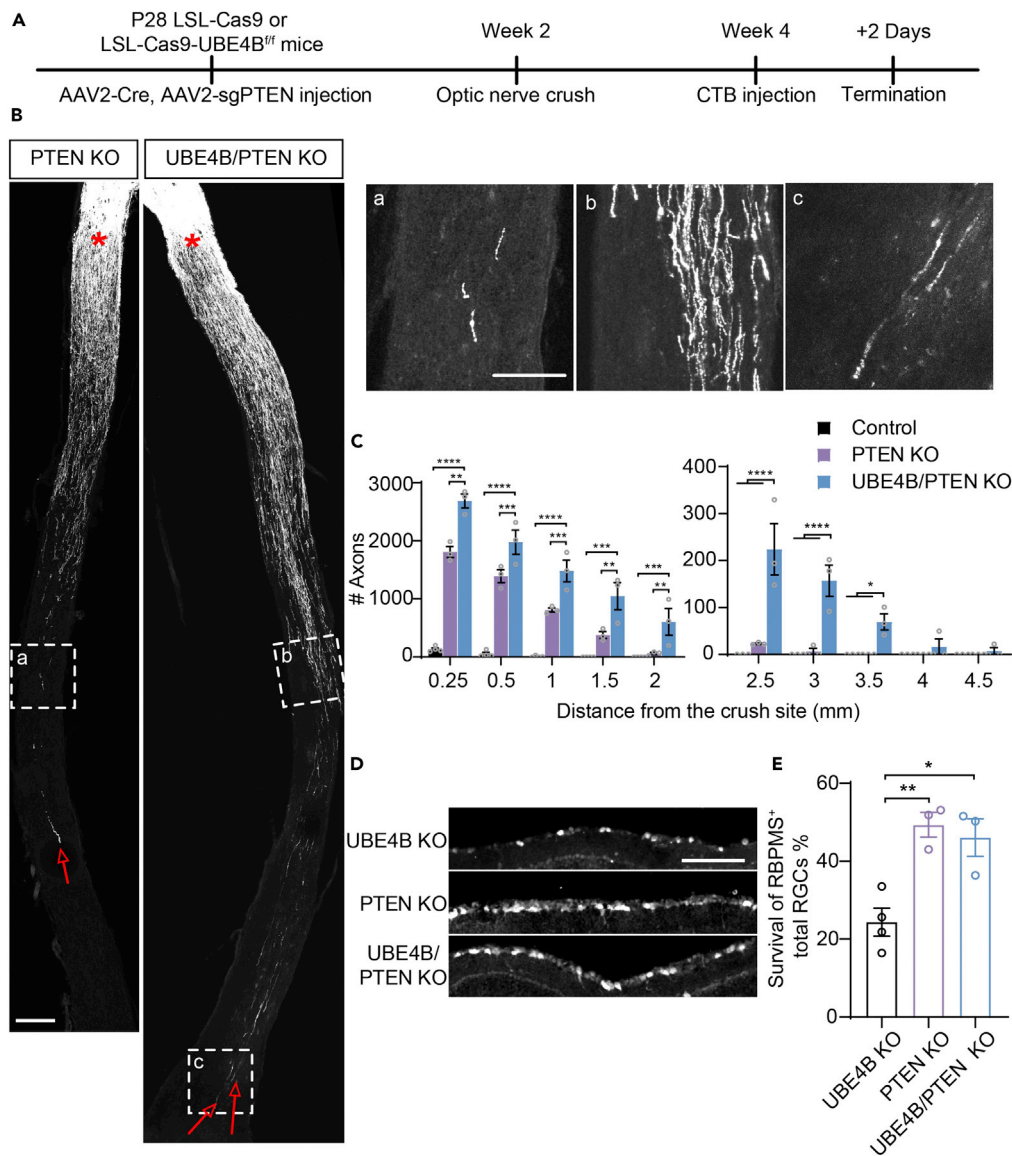 A
P28 LSL-Cas9 or
LSL-Cas9-UBE4Bf/f mice
Week 2
Week 4
+2 Days
AAV2-Cre, AAV2-sgPTEN injection
Optic nerve crush
CTB injection
Termination
B
PTEN KO
UBE4B/PTEN KO
*
*
a
b
c
a
b
c
C
Control
PTEN KO
UBE4B/PTEN KO
# Axons
3000
2000
1000
0
****
**
****
***
****
***
***
**
***
**
0.25
0.5
1
1.5
2
400
300
200
100
0
****
****
*
2.5
3
3.5
4
4.5
Distance from the crush site (mm)
D
UBE4B KO
PTEN KO
UBE4B/
PTEN KO
E
Survival of RBPMS+
total RGCs %
60
40
20
0
*
**
UBE4B KO
PTEN KO
UBE4B/PTEN KO